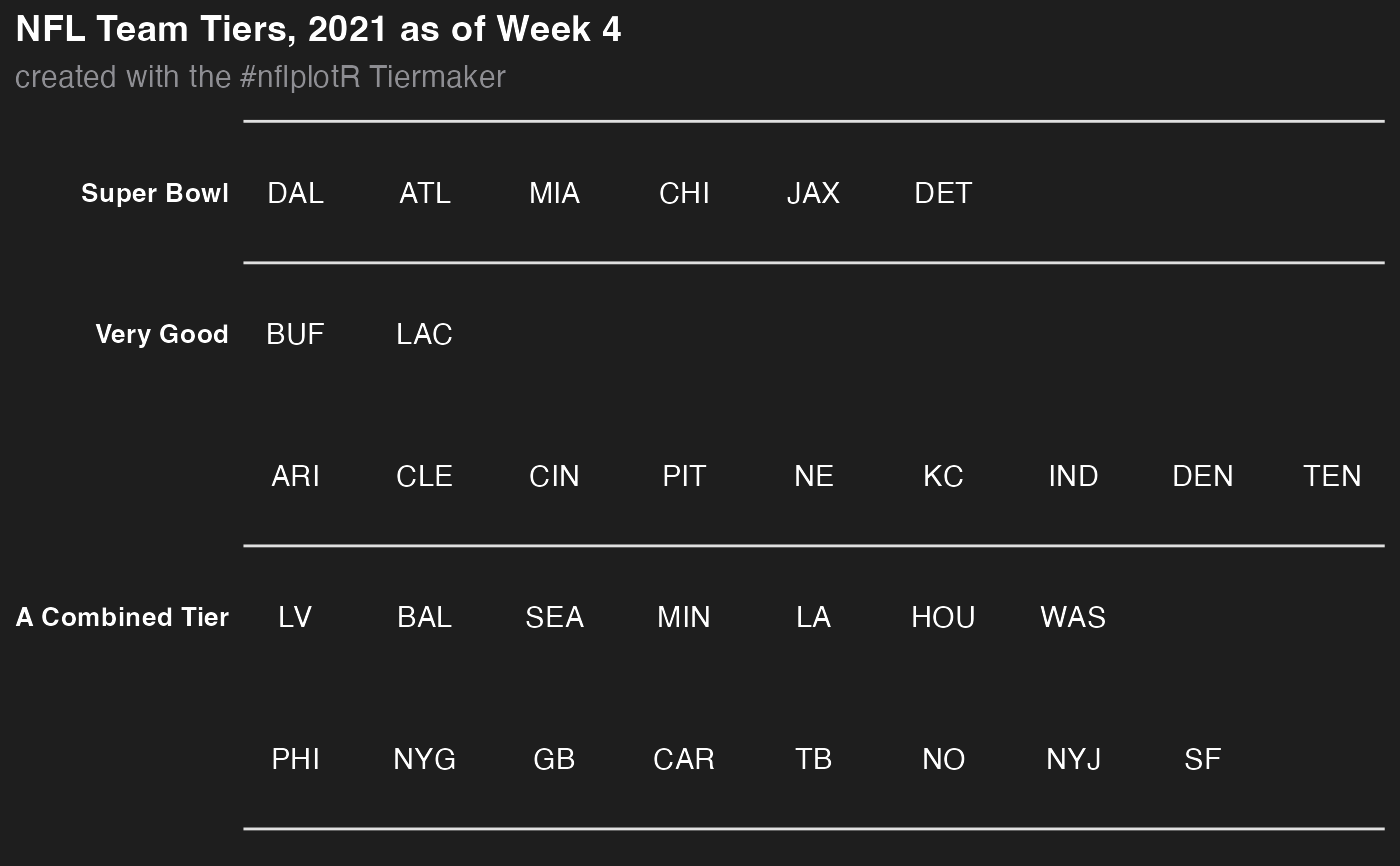 NFL Team Tiers, 2021 as of Week 4
created with the #nflplotR Tiermaker
Super Bowl DAL ATL MIA CHI JAX DET
Very Good BUF LAC
ARI CLE CIN PIT NE KC IND DEN TEN
A Combined Tier LV BAL SEA MIN LA HOU WAS
PHI NYG GB CAR TB NO NYJ SF